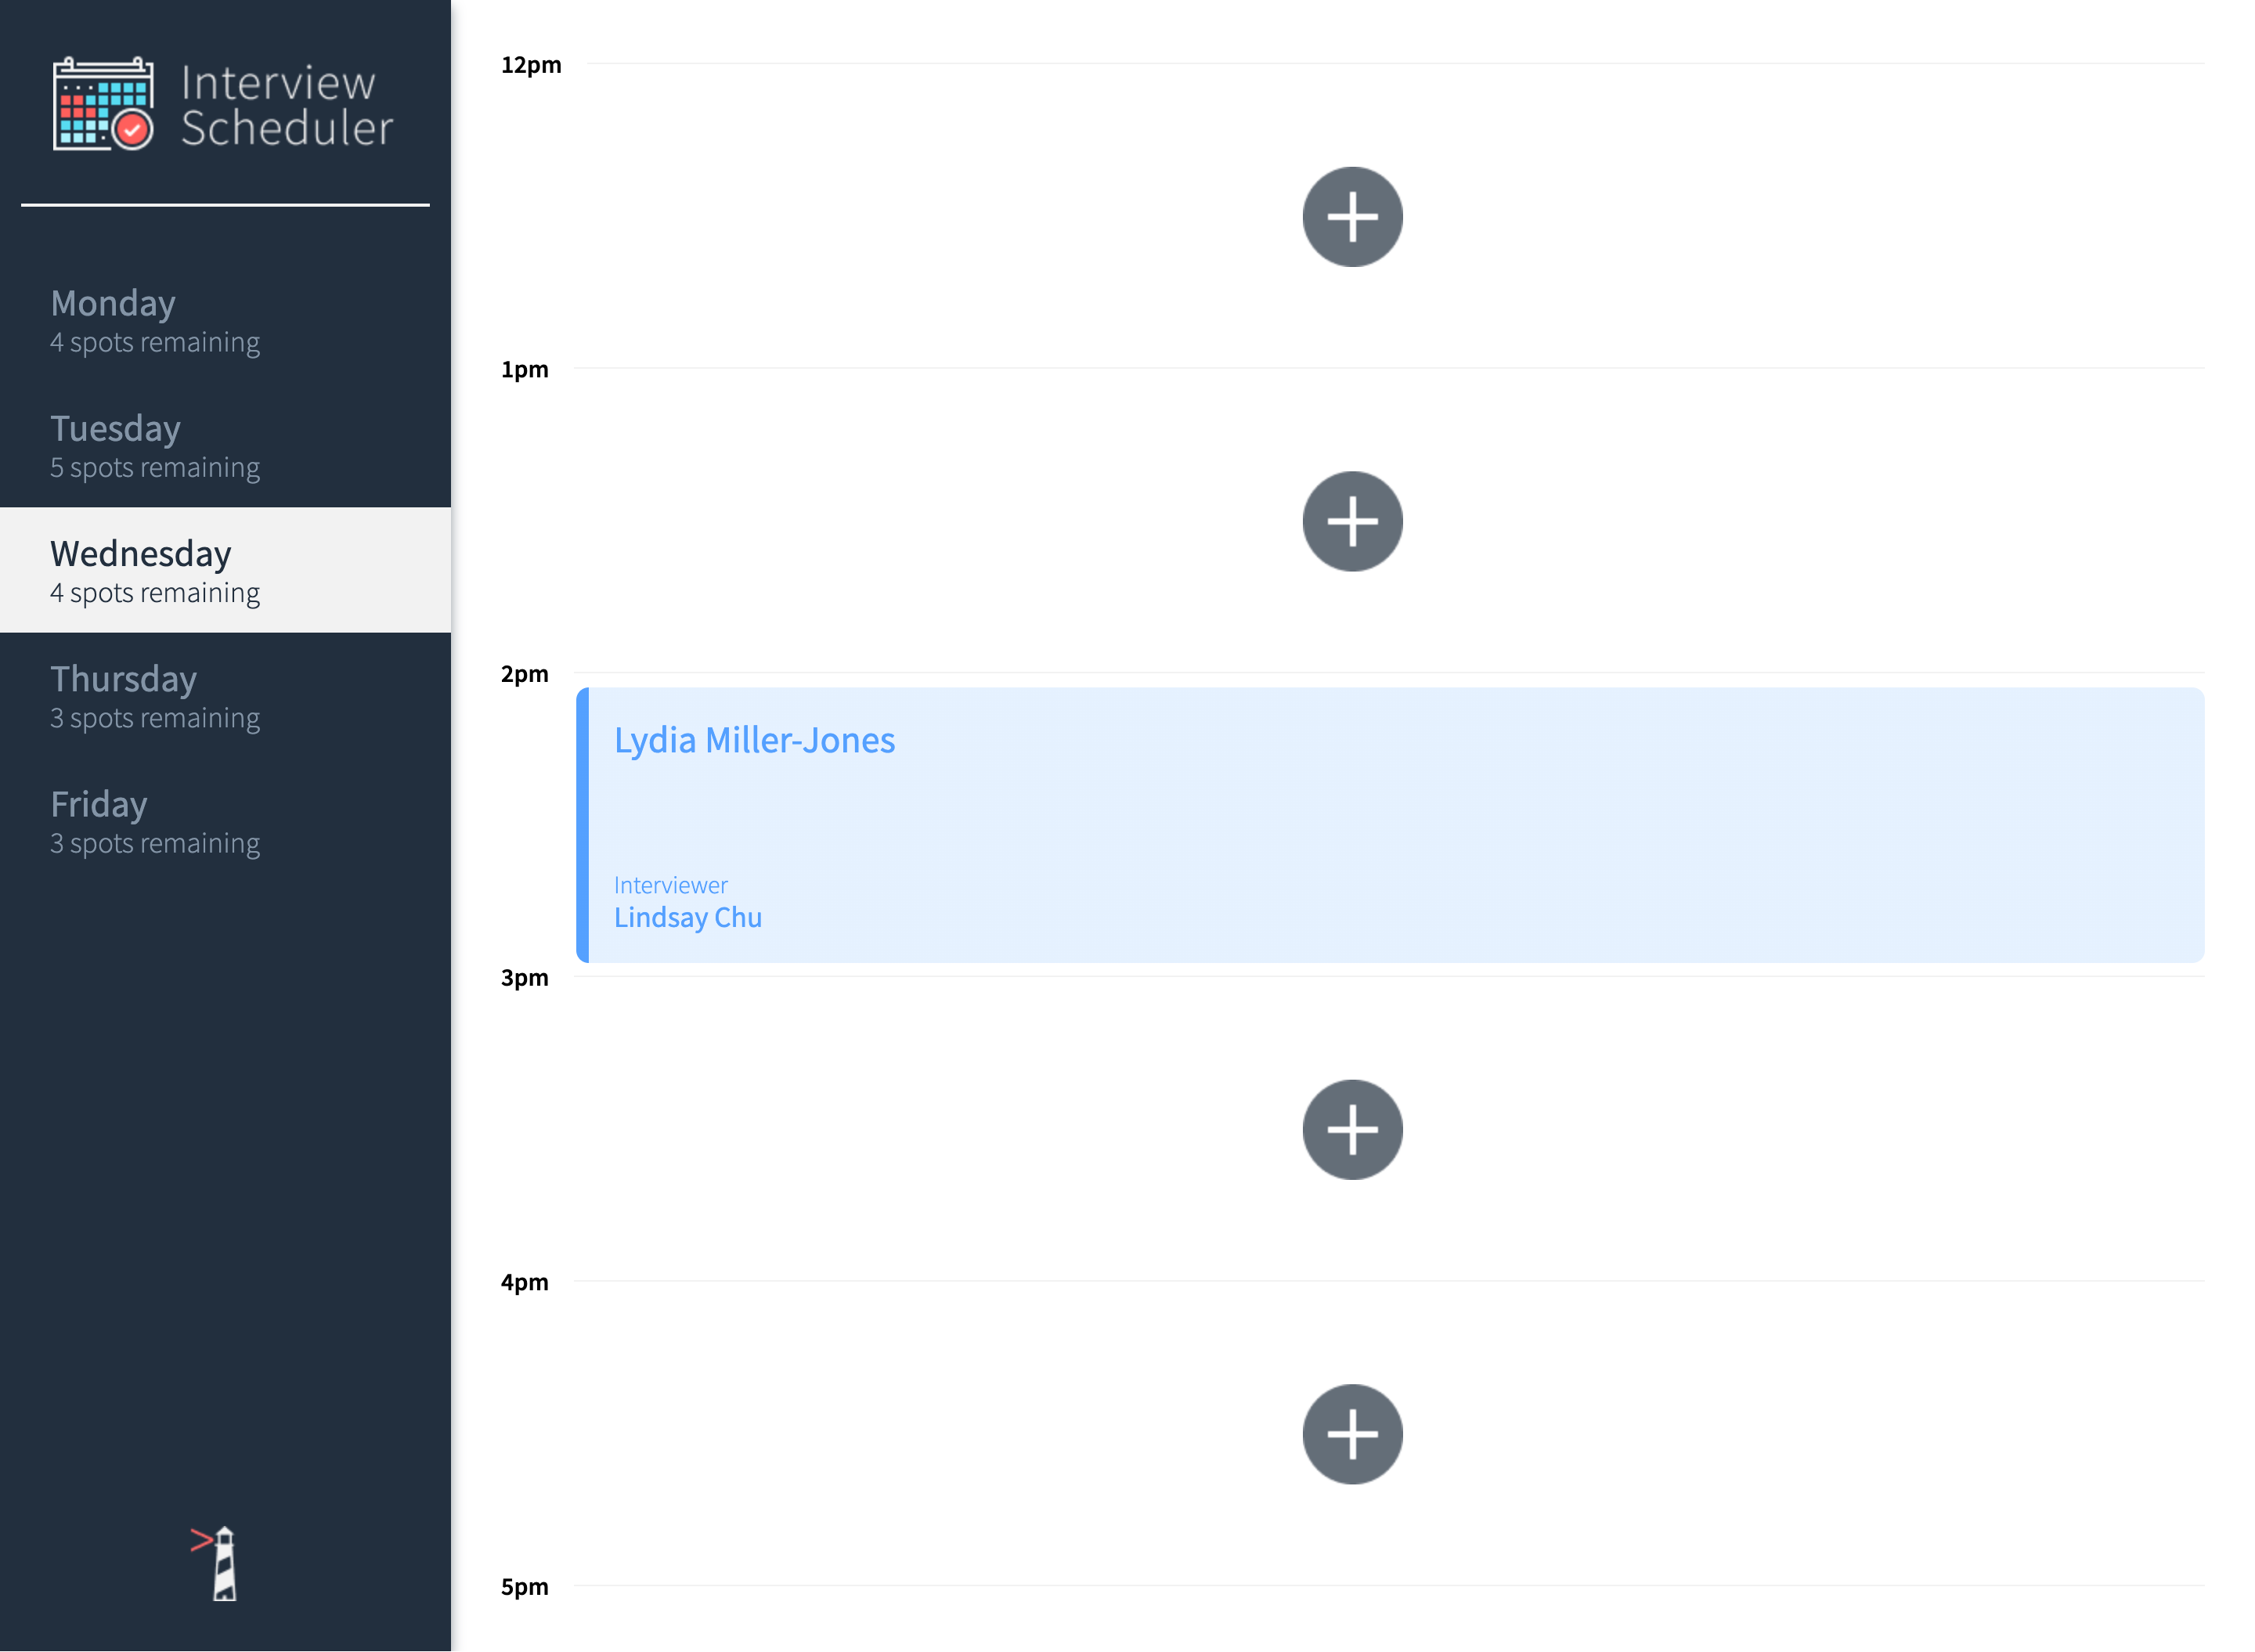 Interview
Scheduler
Monday
4 spots remaining
Tuesday
5 spots remaining
Wednesday
4 spots remaining
Thursday
3 spots remaining
Friday
3 spots remaining
12pm
1pm
2pm
Lydia Miller-Jones
Interviewer
Lindsay Chu
3pm
4pm
5pm